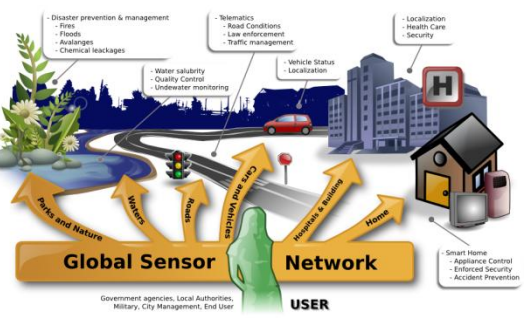 - Disaster prevention & management
- Fires
- Floods
- Avalanges
- Chemical leackages
- Telematics
- Road Conditions
- Law enforcement
- Traffic management
- Localization
- Health Care
- Security
- Water salubrity
- Quality Control
- Undewater monitoring
- Vehicle Status
- Localization
H
Parks and Nature
Waters
Roads
Cars and Vehicles
Hospitals & Building
Home
- Smart Home
- Appliance Control
- Enforced Security
- Accident Prevention
Global Sensor Network
Government agencies, Local Authorities,
Military, City Management, End User
USER